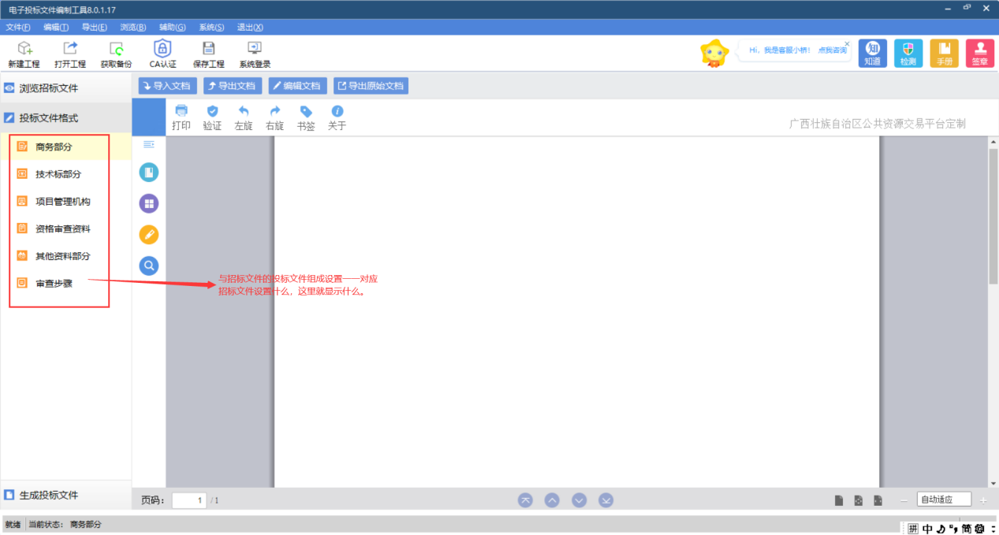 电子投标文件编制工具8.0.1.17
文件(F) 编辑(T) 导出(E) 浏览(B) 辅助(G) 系统(S) 退出(X)
新建工程 打开工程 获取备份 CA认证 保存工程 系统登录
Hi，我是客服小桥！ 点我咨询
知 知道 检测 手册 签章
浏览招标文件
导入文档 导出文档 编辑文档 导出原始文档
投标文件格式
打印 验证 左旋 右旋 书签 关于
广西壮族自治区公共资源交易平台定制
商务部分
技术标部分
项目管理机构
资格审查资料
其他资料部分
审查步骤
与招标文件的投标文件组成设置一一对应
招标文件设置什么，这里就显示什么。
生成投标文件
页码： 1 / 1
自动适应
就绪 当前状态： 商务部分
拼 中 简